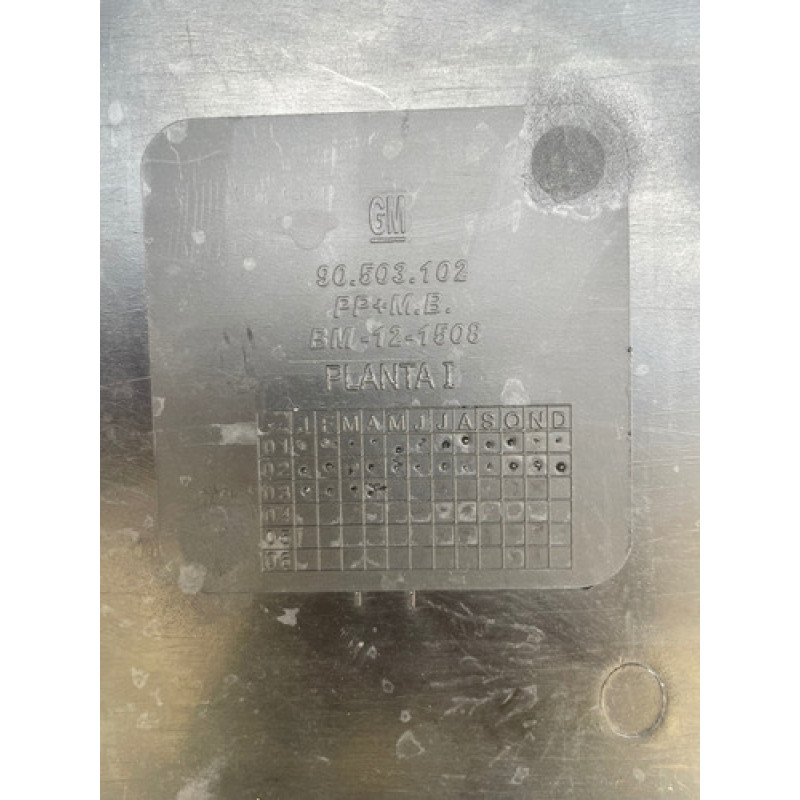 GM
90.503.102
PP+M.B.
BM-12-1508
PLANTA I
J F M A M J J A S O N D
01
02
03
04
05
06